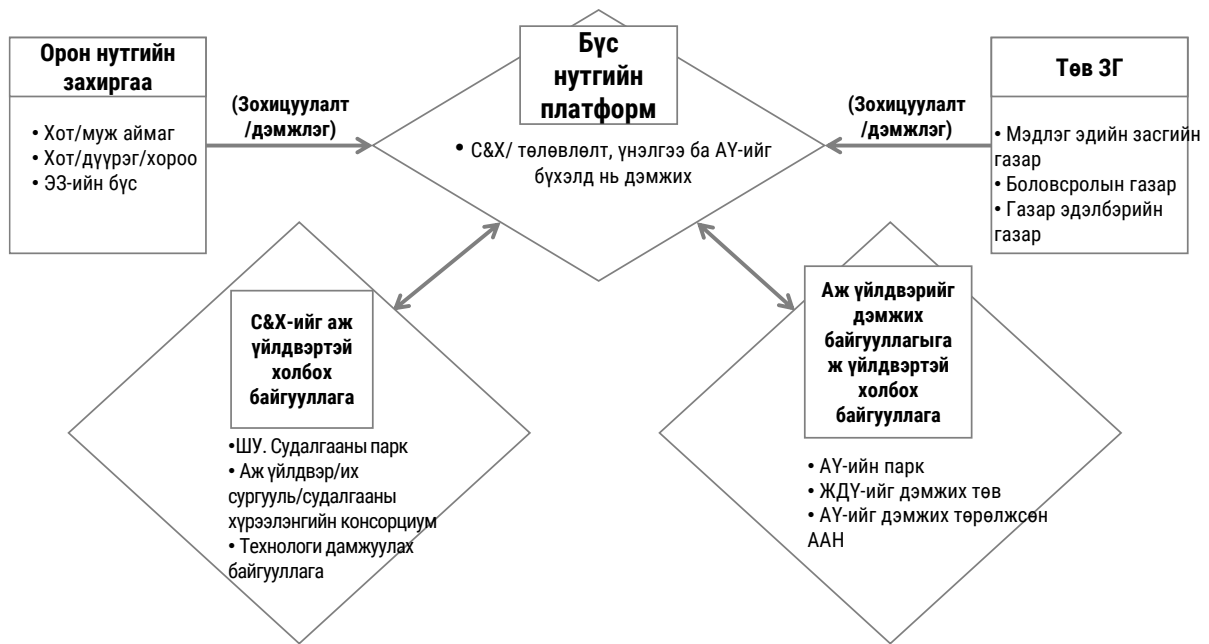 Орон нутгийн
захиргаа
• Хот/муж аймаг
• Хот/дүүрэг/хороо
• ЭЗ-ийн бүс
(Зохицуулалт
/дэмжлэг)
Бүс
нутгийн
платформ
• С&Х/ төлөвлөлт, үнэлгээ ба АҮ-ийг
бүхэлд нь дэмжих
(Зохицуулалт
/дэмжлэг)
Төв ЗГ
• Мэдлэг эдийн засгийн
газар
• Боловсролын газар
• Газар эдэлбэрийн
газар
С&Х-ийг аж
үйлдвэртэй
холбох
байгууллага
•ШУ. Судалгааны парк
• Аж үйлдвэр/их
сургууль/судалгааны
хүрээлэнгийн консорциум
• Технологи дамжуулах
байгууллага
Аж үйлдвэрийг
дэмжих
байгууллагыга
ж үйлдвэртэй
холбох
байгууллага
• АҮ-ийн парк
• ЖДҮ-ийг дэмжих төв
• АҮ-ийг дэмжих төрөлжсөн
ААН